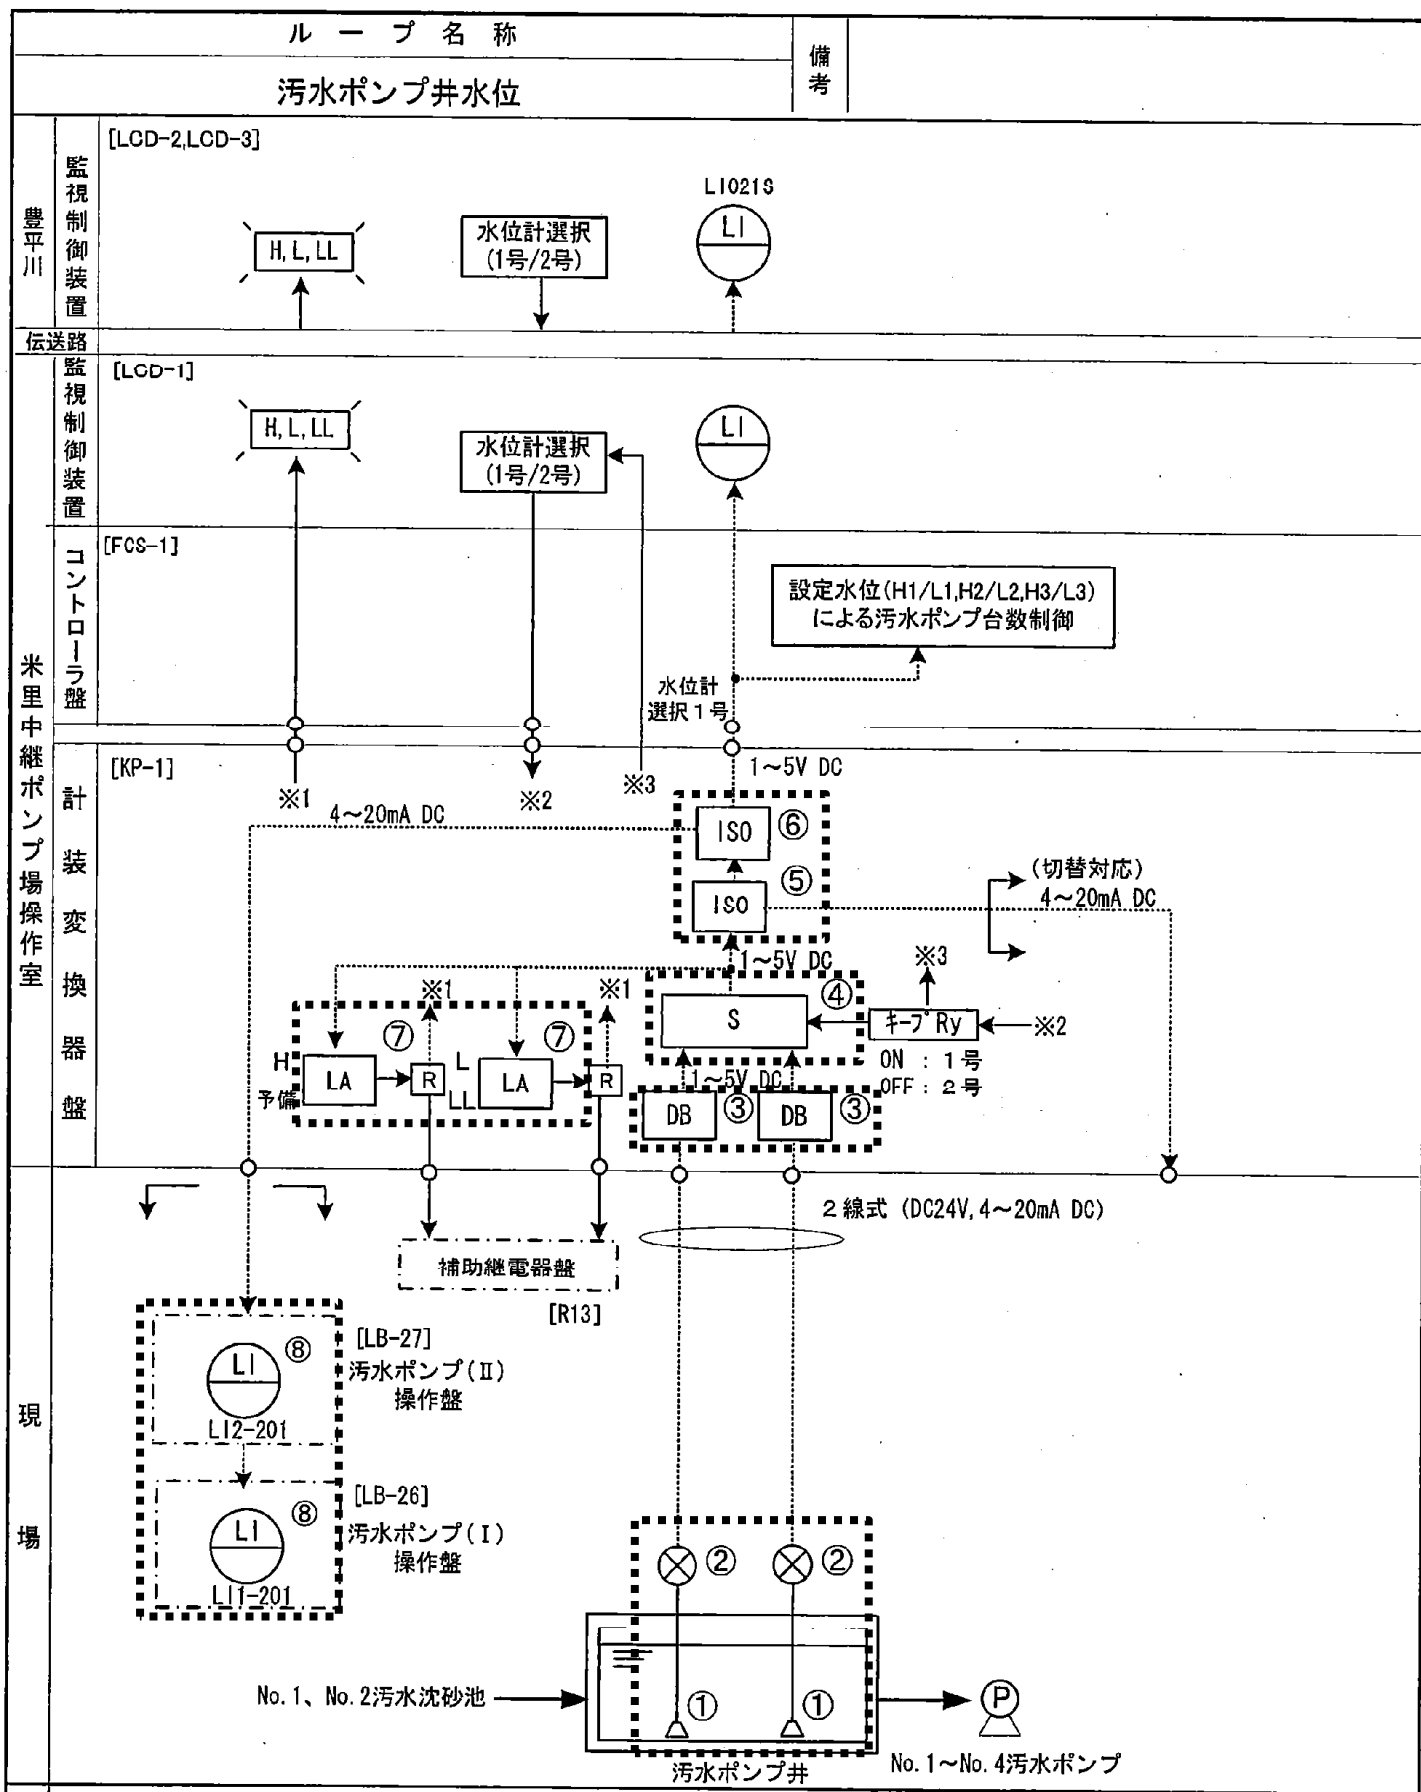 ループ名称
備考
汚水ポンプ井水位
豊平川
監視制御装置
[LCD-2,LCD-3]
H, L, LL
水位計選択
(1号/2号)
LI021S
LI
伝送路
米里中継ポンプ場操作室
監視制御装置
[LCD-1]
H, L, LL
水位計選択
(1号/2号)
LI
コントローラ盤
[FCS-1]
設定水位(H1/L1,H2/L2,H3/L3)
による汚水ポンプ台数制御
水位計
選択1号
計装変換器盤
[KP-1]
※1
※2
※3
1～5V DC
4～20mA DC
ISO
⑥
ISO
⑤
(切替対応)
4～20mA DC
1～5V DC
※3
※1
※1
S
④
キープRy
※2
ON : 1号
OFF : 2号
H
予備
LA
⑦
R
L
LL
LA
⑦
R
1～5V DC
DB
③
DB
③
現場
2線式 (DC24V, 4～20mA DC)
補助継電器盤
[R13]
LI
⑧
LI2-201
[LB-27]
汚水ポンプ(Ⅱ)
操作盤
LI
⑧
LI1-201
[LB-26]
汚水ポンプ(Ⅰ)
操作盤
②
②
No.1、No.2汚水沈砂池
①
①
P
汚水ポンプ井
No.1～No.4汚水ポンプ